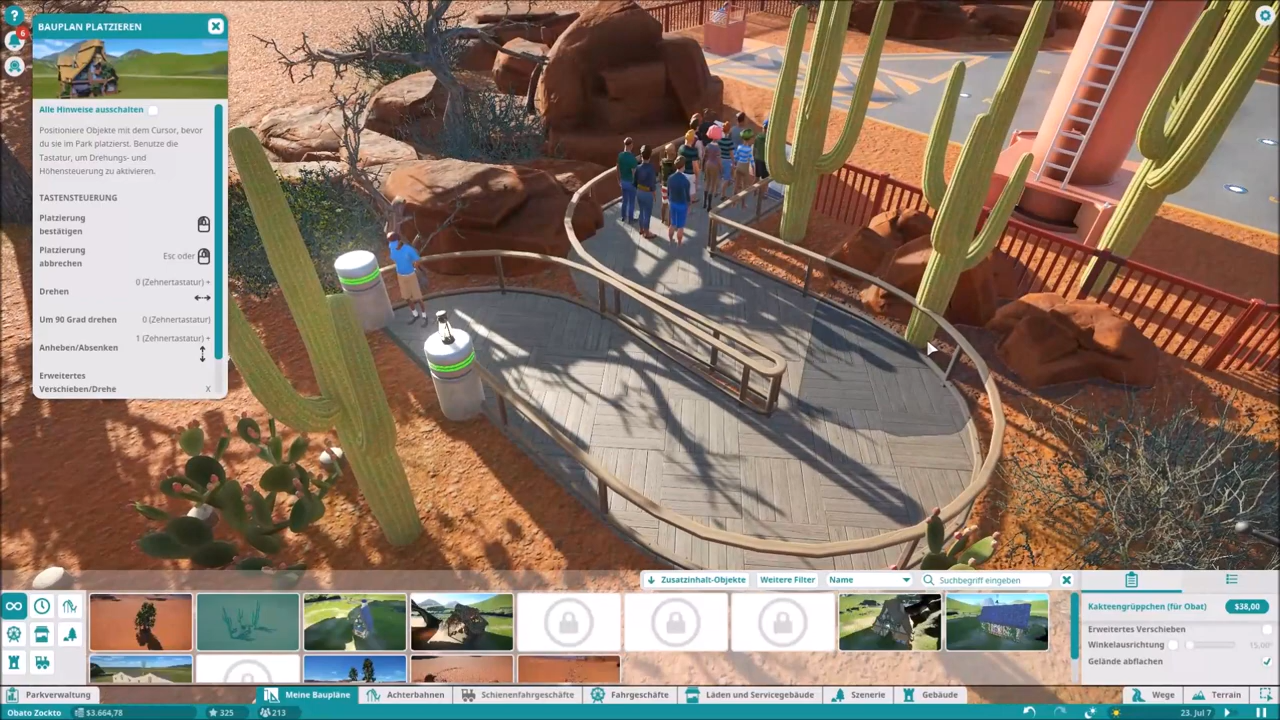 ?
6
BAUPLAN PLATZIEREN
Alle Hinweise ausschalten
Positioniere Objekte mit dem Cursor, bevor
du sie im Park platzierst. Benutze die
Tastatur, um Drehungs- und
Höhensteuerung zu aktivieren.
TASTENSTEUERUNG
Platzierung
bestätigen
Platzierung
abbrechen
Esc oder
Drehen
0 (Zehnertastatur) +
Um 90 Grad drehen
0 (Zehnertastatur)
Anheben/Absenken
1 (Zehnertastatur) +
Erweitertes
Verschieben/Drehe
X
Zusatzinhalt-Objekte
Weitere Filter
Name
Suchbegriff eingeben
Kakteengrüppchen (für Obat)
$38,00
Erweitertes Verschieben
Winkelausrichtung
15,00°
Gelände abflachen
Parkverwaltung
Meine Baupläne
Achterbahnen
Schienenfahrgeschäfte
Fahrgeschäfte
Läden und Servicegebäude
Szenerie
Gebäude
Wege
Terrain
Obato Zockto
$3.664,78
325
213
23. Jul 7